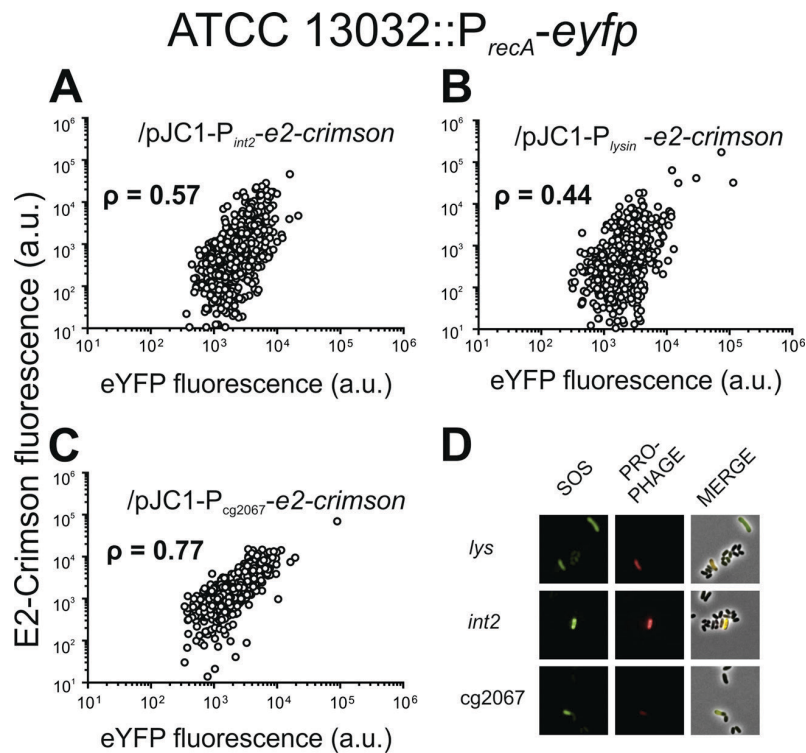 ATCC 13032::PrecA-eyfp
A
B
/pJC1-Pint2-e2-crimson
/pJC1-Plysin -e2-crimson
ρ = 0.57
ρ = 0.44
10⁶
10⁵
10⁴
10³
10²
10¹
10⁶
10⁵
10⁴
10³
10²
10¹
10¹ 10² 10³ 10⁴ 10⁵ 10⁶
10¹ 10² 10³ 10⁴ 10⁵ 10⁶
eYFP fluorescence (a.u.)
eYFP fluorescence (a.u.)
E2-Crimson fluorescence (a.u.)
C
/pJC1-Pcg2067-e2-crimson
ρ = 0.77
10⁶
10⁵
10⁴
10³
10²
10¹
10¹ 10² 10³ 10⁴ 10⁵ 10⁶
eYFP fluorescence (a.u.)
D
SOS
PRO-
PHAGE
MERGE
lys
int2
cg2067